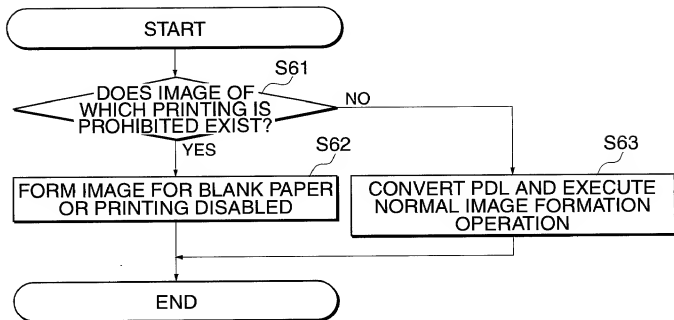 START
S61
DOES IMAGE OF
WHICH PRINTING IS
PROHIBITED EXIST?
NO
YES
S62
FORM IMAGE FOR BLANK PAPER
OR PRINTING DISABLED
S63
CONVERT PDL AND EXECUTE
NORMAL IMAGE FORMATION
OPERATION
END